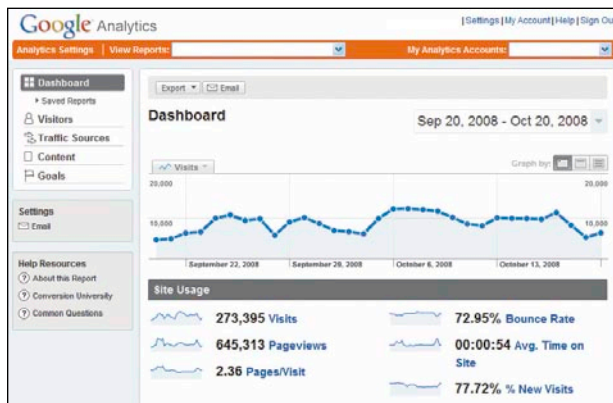 Google Analytics
Settings | My Account | Help | Sign Ou
Analytics Settings | View Reports:
My Analytics Accounts:
Dashboard
Saved Reports
Visitors
Traffic Sources
Content
Goals
Settings
Email
Help Resources
About this Report
Conversion University
Common Questions
Export
Email
Dashboard
Sep 20, 2008 - Oct 20, 2008
Visits
Graph by:
20,000
20,000
10,000
10,000
September 22, 2008
September 29, 2008
October 6, 2008
October 13, 2008
Site Usage
273,395 Visits
72.95% Bounce Rate
645,313 Pageviews
00:00:54 Avg. Time on
Site
2.36 Pages/Visit
77.72% % New Visits